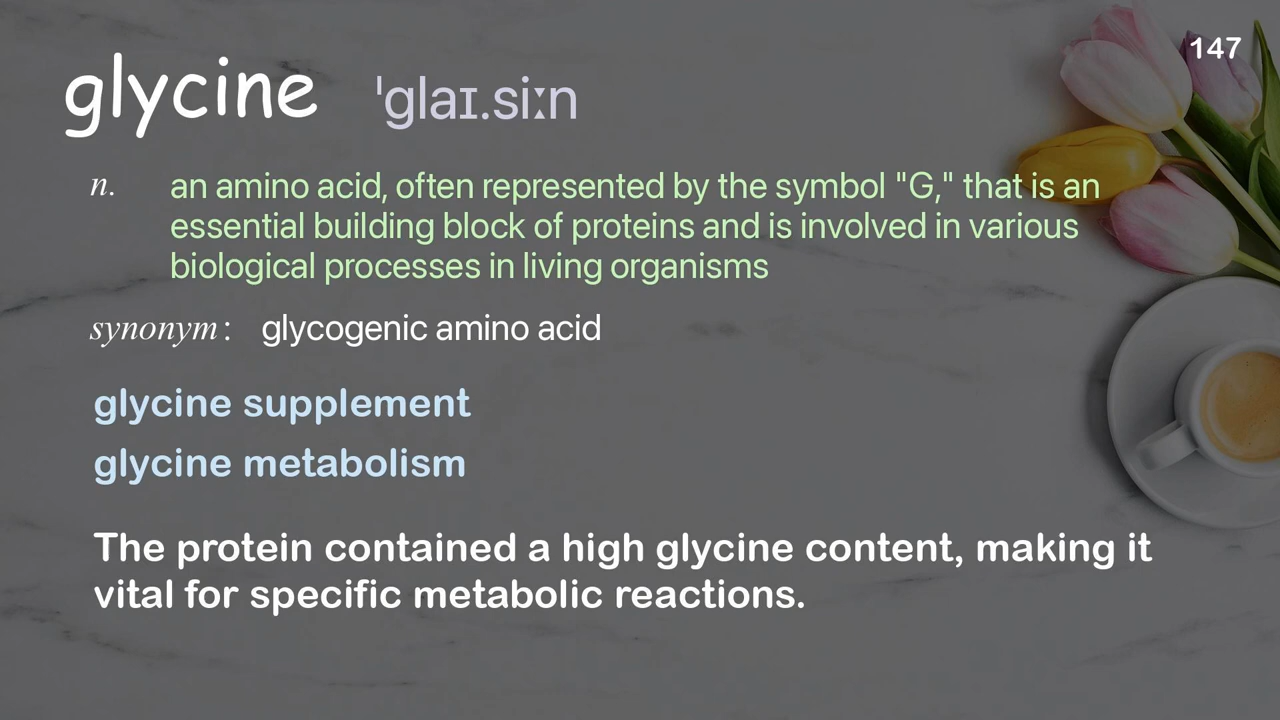 147
glycine ˈɡlaɪ.siːn
n. an amino acid, often represented by the symbol "G," that is an
essential building block of proteins and is involved in various
biological processes in living organisms
synonym: glycogenic amino acid
glycine supplement
glycine metabolism
The protein contained a high glycine content, making it
vital for specific metabolic reactions.